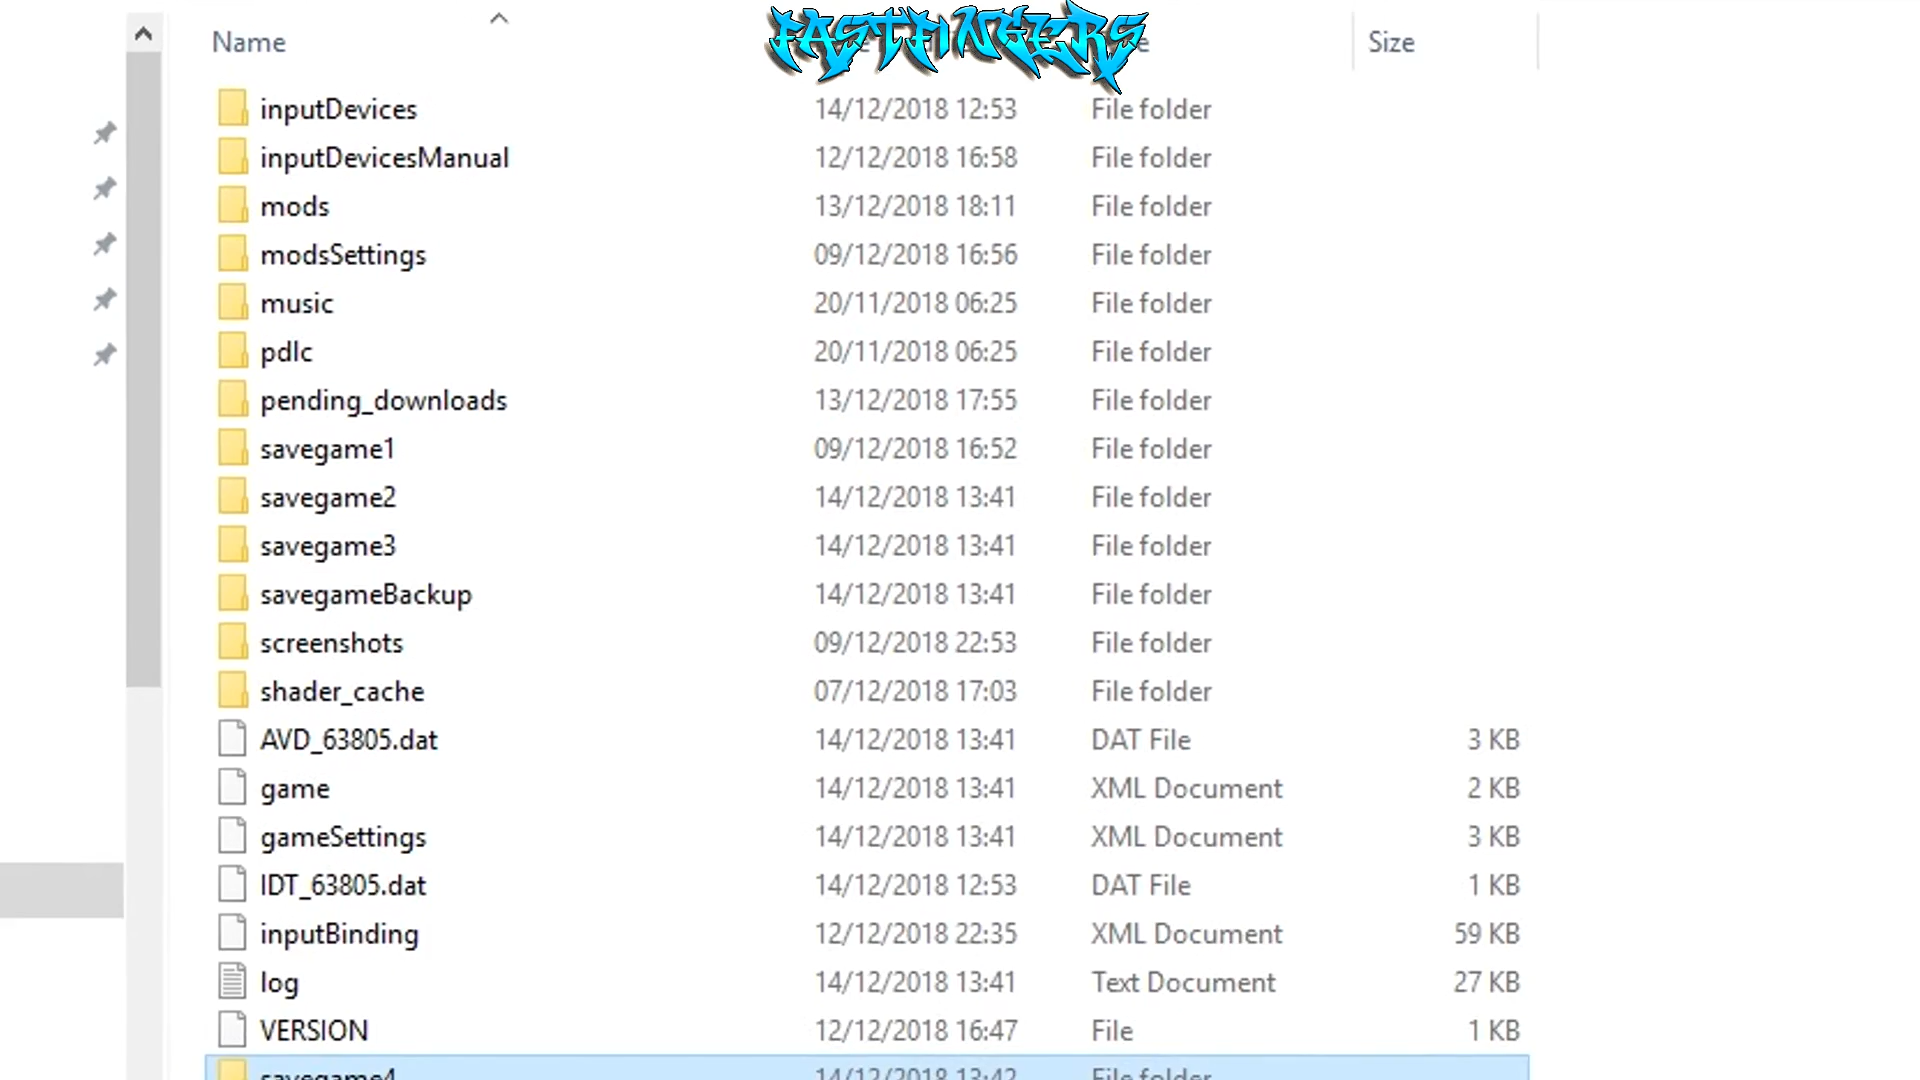 FASTFINGERS
Name Size
inputDevices 14/12/2018 12:53 File folder
inputDevicesManual 12/12/2018 16:58 File folder
mods 13/12/2018 18:11 File folder
modsSettings 09/12/2018 16:56 File folder
music 20/11/2018 06:25 File folder
pdlc 20/11/2018 06:25 File folder
pending_downloads 13/12/2018 17:55 File folder
savegame1 09/12/2018 16:52 File folder
savegame2 14/12/2018 13:41 File folder
savegame3 14/12/2018 13:41 File folder
savegameBackup 14/12/2018 13:41 File folder
screenshots 09/12/2018 22:53 File folder
shader_cache 07/12/2018 17:03 File folder
AVD_63805.dat 14/12/2018 13:41 DAT File 3 KB
game 14/12/2018 13:41 XML Document 2 KB
gameSettings 14/12/2018 13:41 XML Document 3 KB
IDT_63805.dat 14/12/2018 12:53 DAT File 1 KB
inputBinding 12/12/2018 22:35 XML Document 59 KB
log 14/12/2018 13:41 Text Document 27 KB
VERSION 12/12/2018 16:47 File 1 KB
savegame4 14/12/2018 13:42 File folder